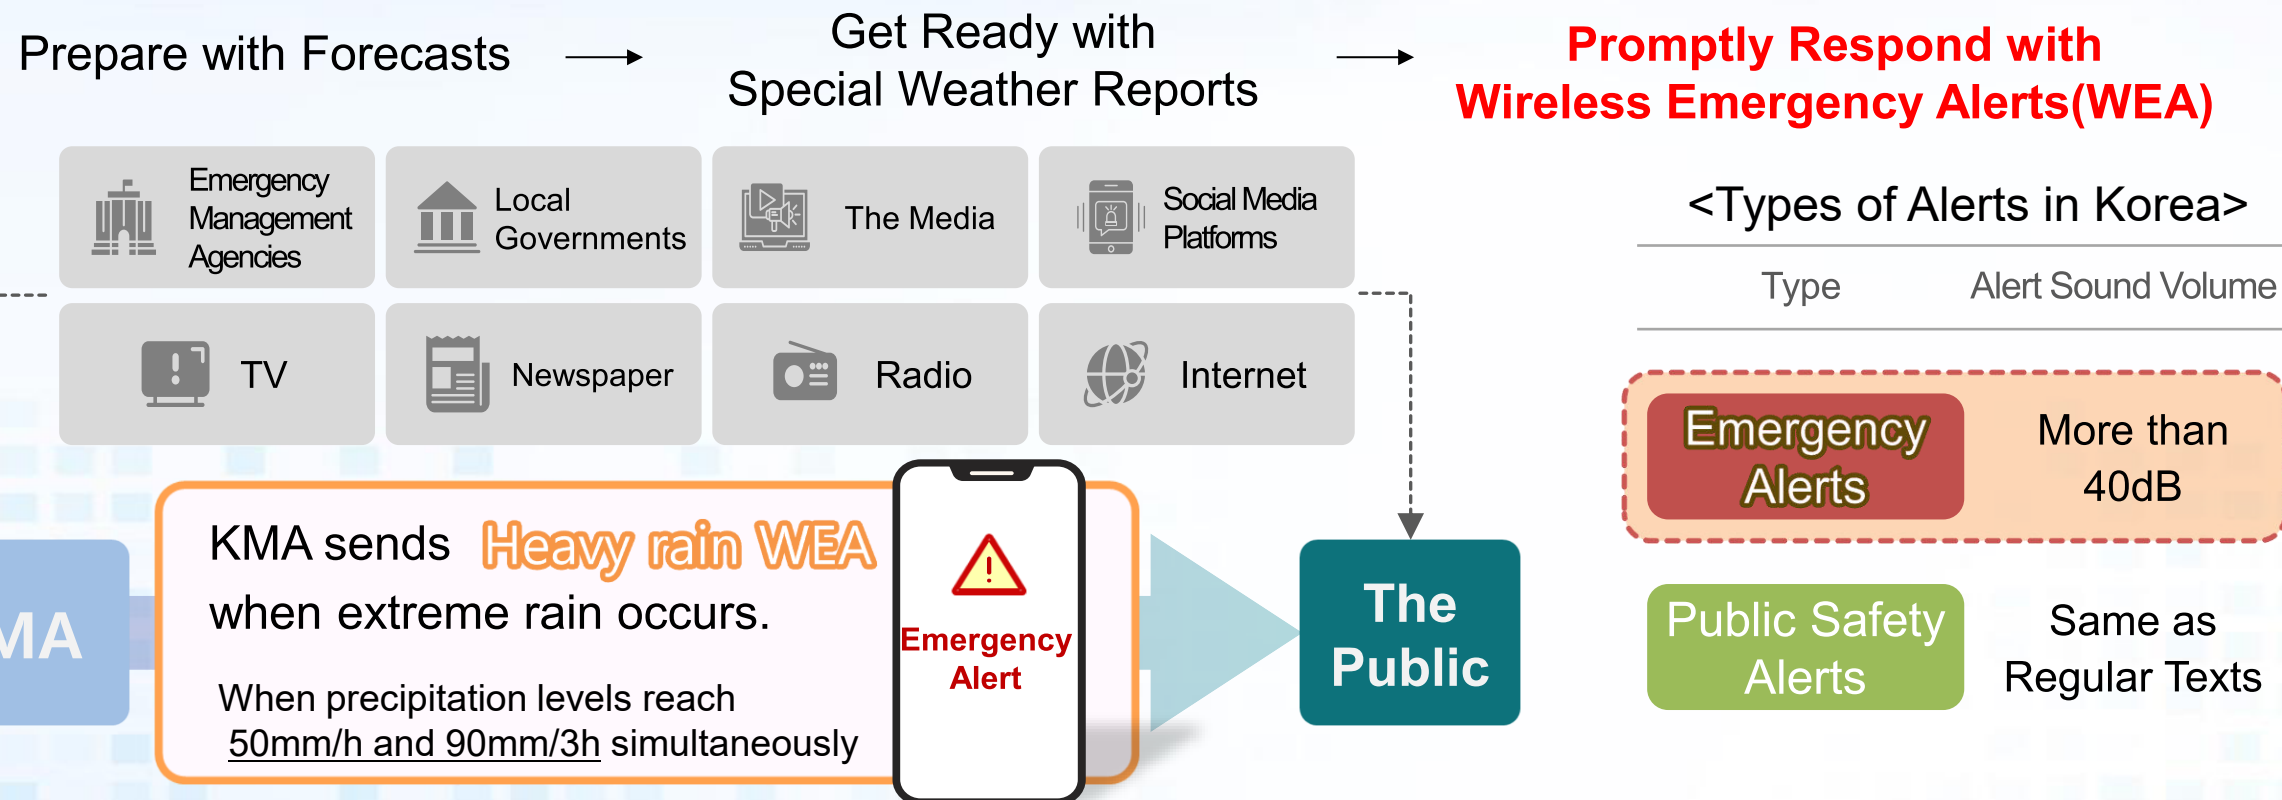 Prepare with Forecasts
Get Ready with
Special Weather Reports
Promptly Respond with
Wireless Emergency Alerts(WEA)
Emergency
Management
Agencies
Local
Governments
The Media
Social Media
Platforms
TV
Newspaper
Radio
Internet
<Types of Alerts in Korea>
Type
Alert Sound Volume
Emergency
Alerts
More than
40dB
Public Safety
Alerts
Same as
Regular Texts
MA
KMA sends Heavy rain WEA
when extreme rain occurs.
When precipitation levels reach
50mm/h and 90mm/3h simultaneously
Emergency
Alert
The
Public